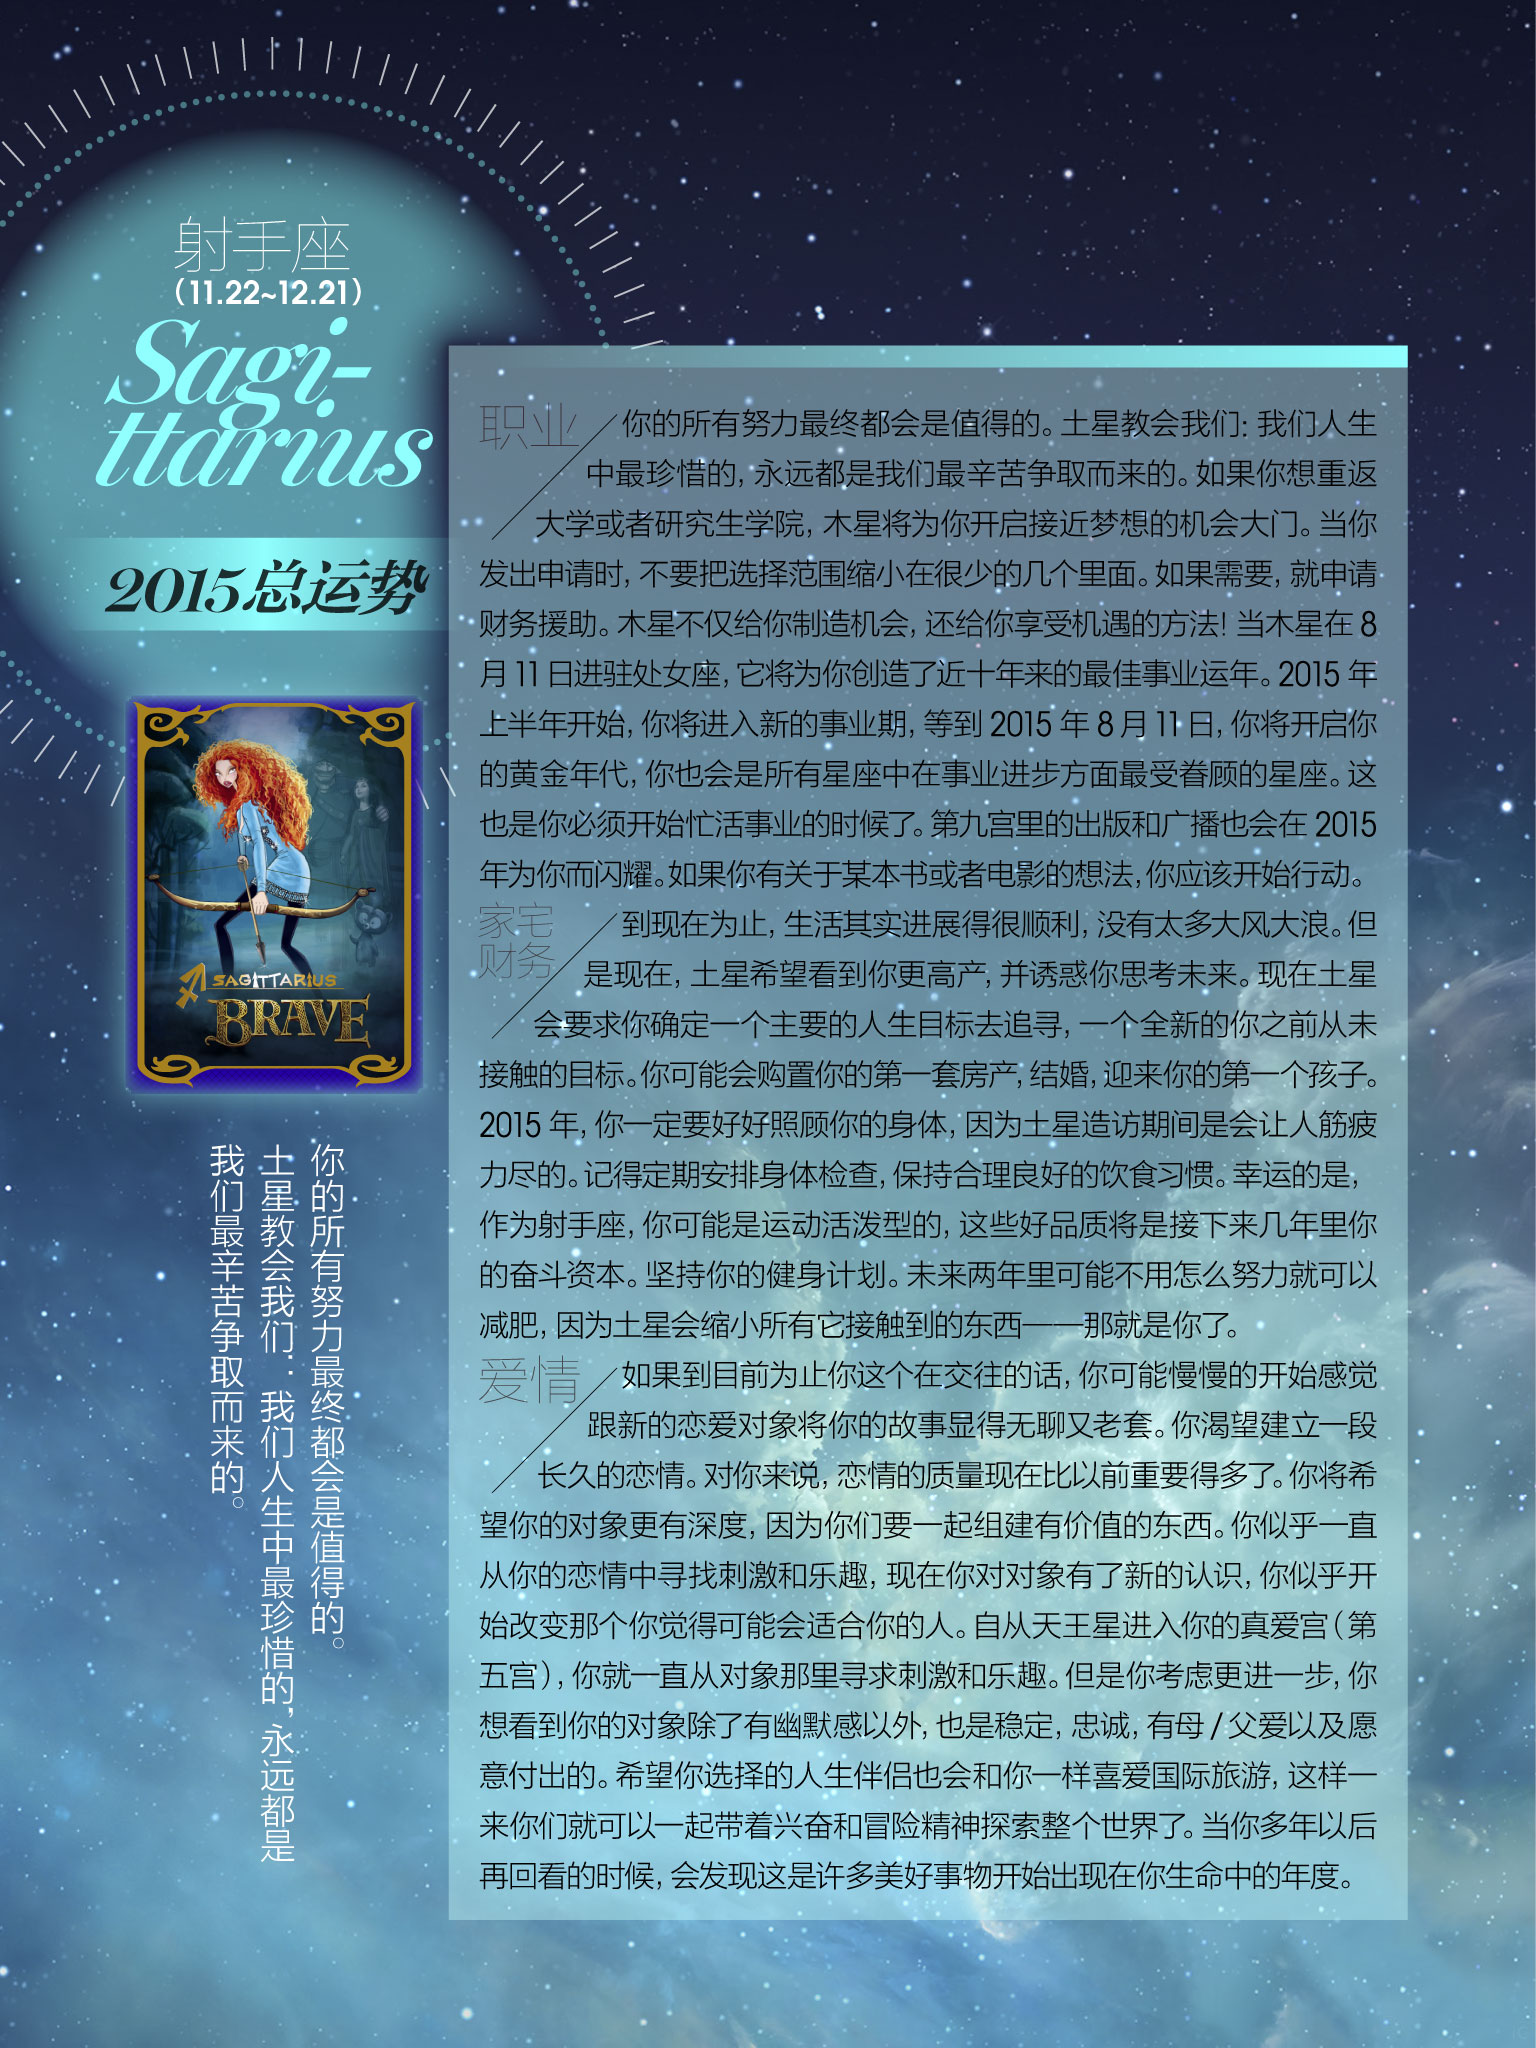 射手座
（11.22~12.21）
Sagi-
ttarius
2015总运势
SAGITTARIUS
BRAVE
你的所有努力最终都会是值得的。
土星教会我们：我们人生中最珍惜的，永远都是
我们最辛苦争取而来的。
职业
你的所有努力最终都会是值得的。土星教会我们：我们人生
中最珍惜的，永远都是我们最辛苦争取而来的。如果你想重返
大学或者研究生学院，木星将为你开启接近梦想的机会大门。当你
发出申请时，不要把选择范围缩小在很少的几个里面。如果需要，就申请
财务援助。木星不仅给你制造机会，还给你享受机遇的方法！当木星在 8
月 11 日进驻处女座，它将为你创造了近十年来的最佳事业运年。2015 年
上半年开始，你将进入新的事业期，等到 2015 年 8 月 11 日，你将开启你
的黄金年代，你也会是所有星座中在事业进步方面最受眷顾的星座。这
也是你必须开始忙活事业的时候了。第九宫里的出版和广播也会在 2015
年为你而闪耀。如果你有关于某本书或者电影的想法，你应该开始行动。
家宅
财务
到现在为止，生活其实进展得很顺利，没有太多大风大浪。但
是现在，土星希望看到你更高产，并诱惑你思考未来。现在土星
会要求你确定一个主要的人生目标去追寻，一个全新的你之前从未
接触的目标。你可能会购置你的第一套房产，结婚，迎来你的第一个孩子。
2015 年，你一定要好好照顾你的身体，因为土星造访期间是会让人筋疲
力尽的。记得定期安排身体检查，保持合理良好的饮食习惯。幸运的是，
作为射手座，你可能是运动活泼型的，这些好品质将是接下来几年里你
的奋斗资本。坚持你的健身计划。未来两年里可能不用怎么努力就可以
减肥，因为土星会缩小所有它接触到的东西——那就是你了。
爱情
如果到目前为止你这个在交往的话，你可能慢慢的开始感觉
跟新的恋爱对象将你的故事显得无聊又老套。你渴望建立一段
长久的恋情。对你来说，恋情的质量现在比以前重要得多了。你将希
望你的对象更有深度，因为你们要一起组建有价值的东西。你似乎一直
从你的恋情中寻找刺激和乐趣，现在你对对象有了新的认识，你似乎开
始改变那个你觉得可能会适合你的人。自从天王星进入你的真爱宫（第
五宫），你就一直从对象那里寻求刺激和乐趣。但是你考虑更进一步，你
想看到你的对象除了有幽默感以外，也是稳定，忠诚，有母 / 父爱以及愿
意付出的。希望你选择的人生伴侣也会和你一样喜爱国际旅游，这样一
来你们就可以一起带着兴奋和冒险精神探索整个世界了。当你多年以后
再回看的时候，会发现这是许多美好事物开始出现在你生命中的年度。